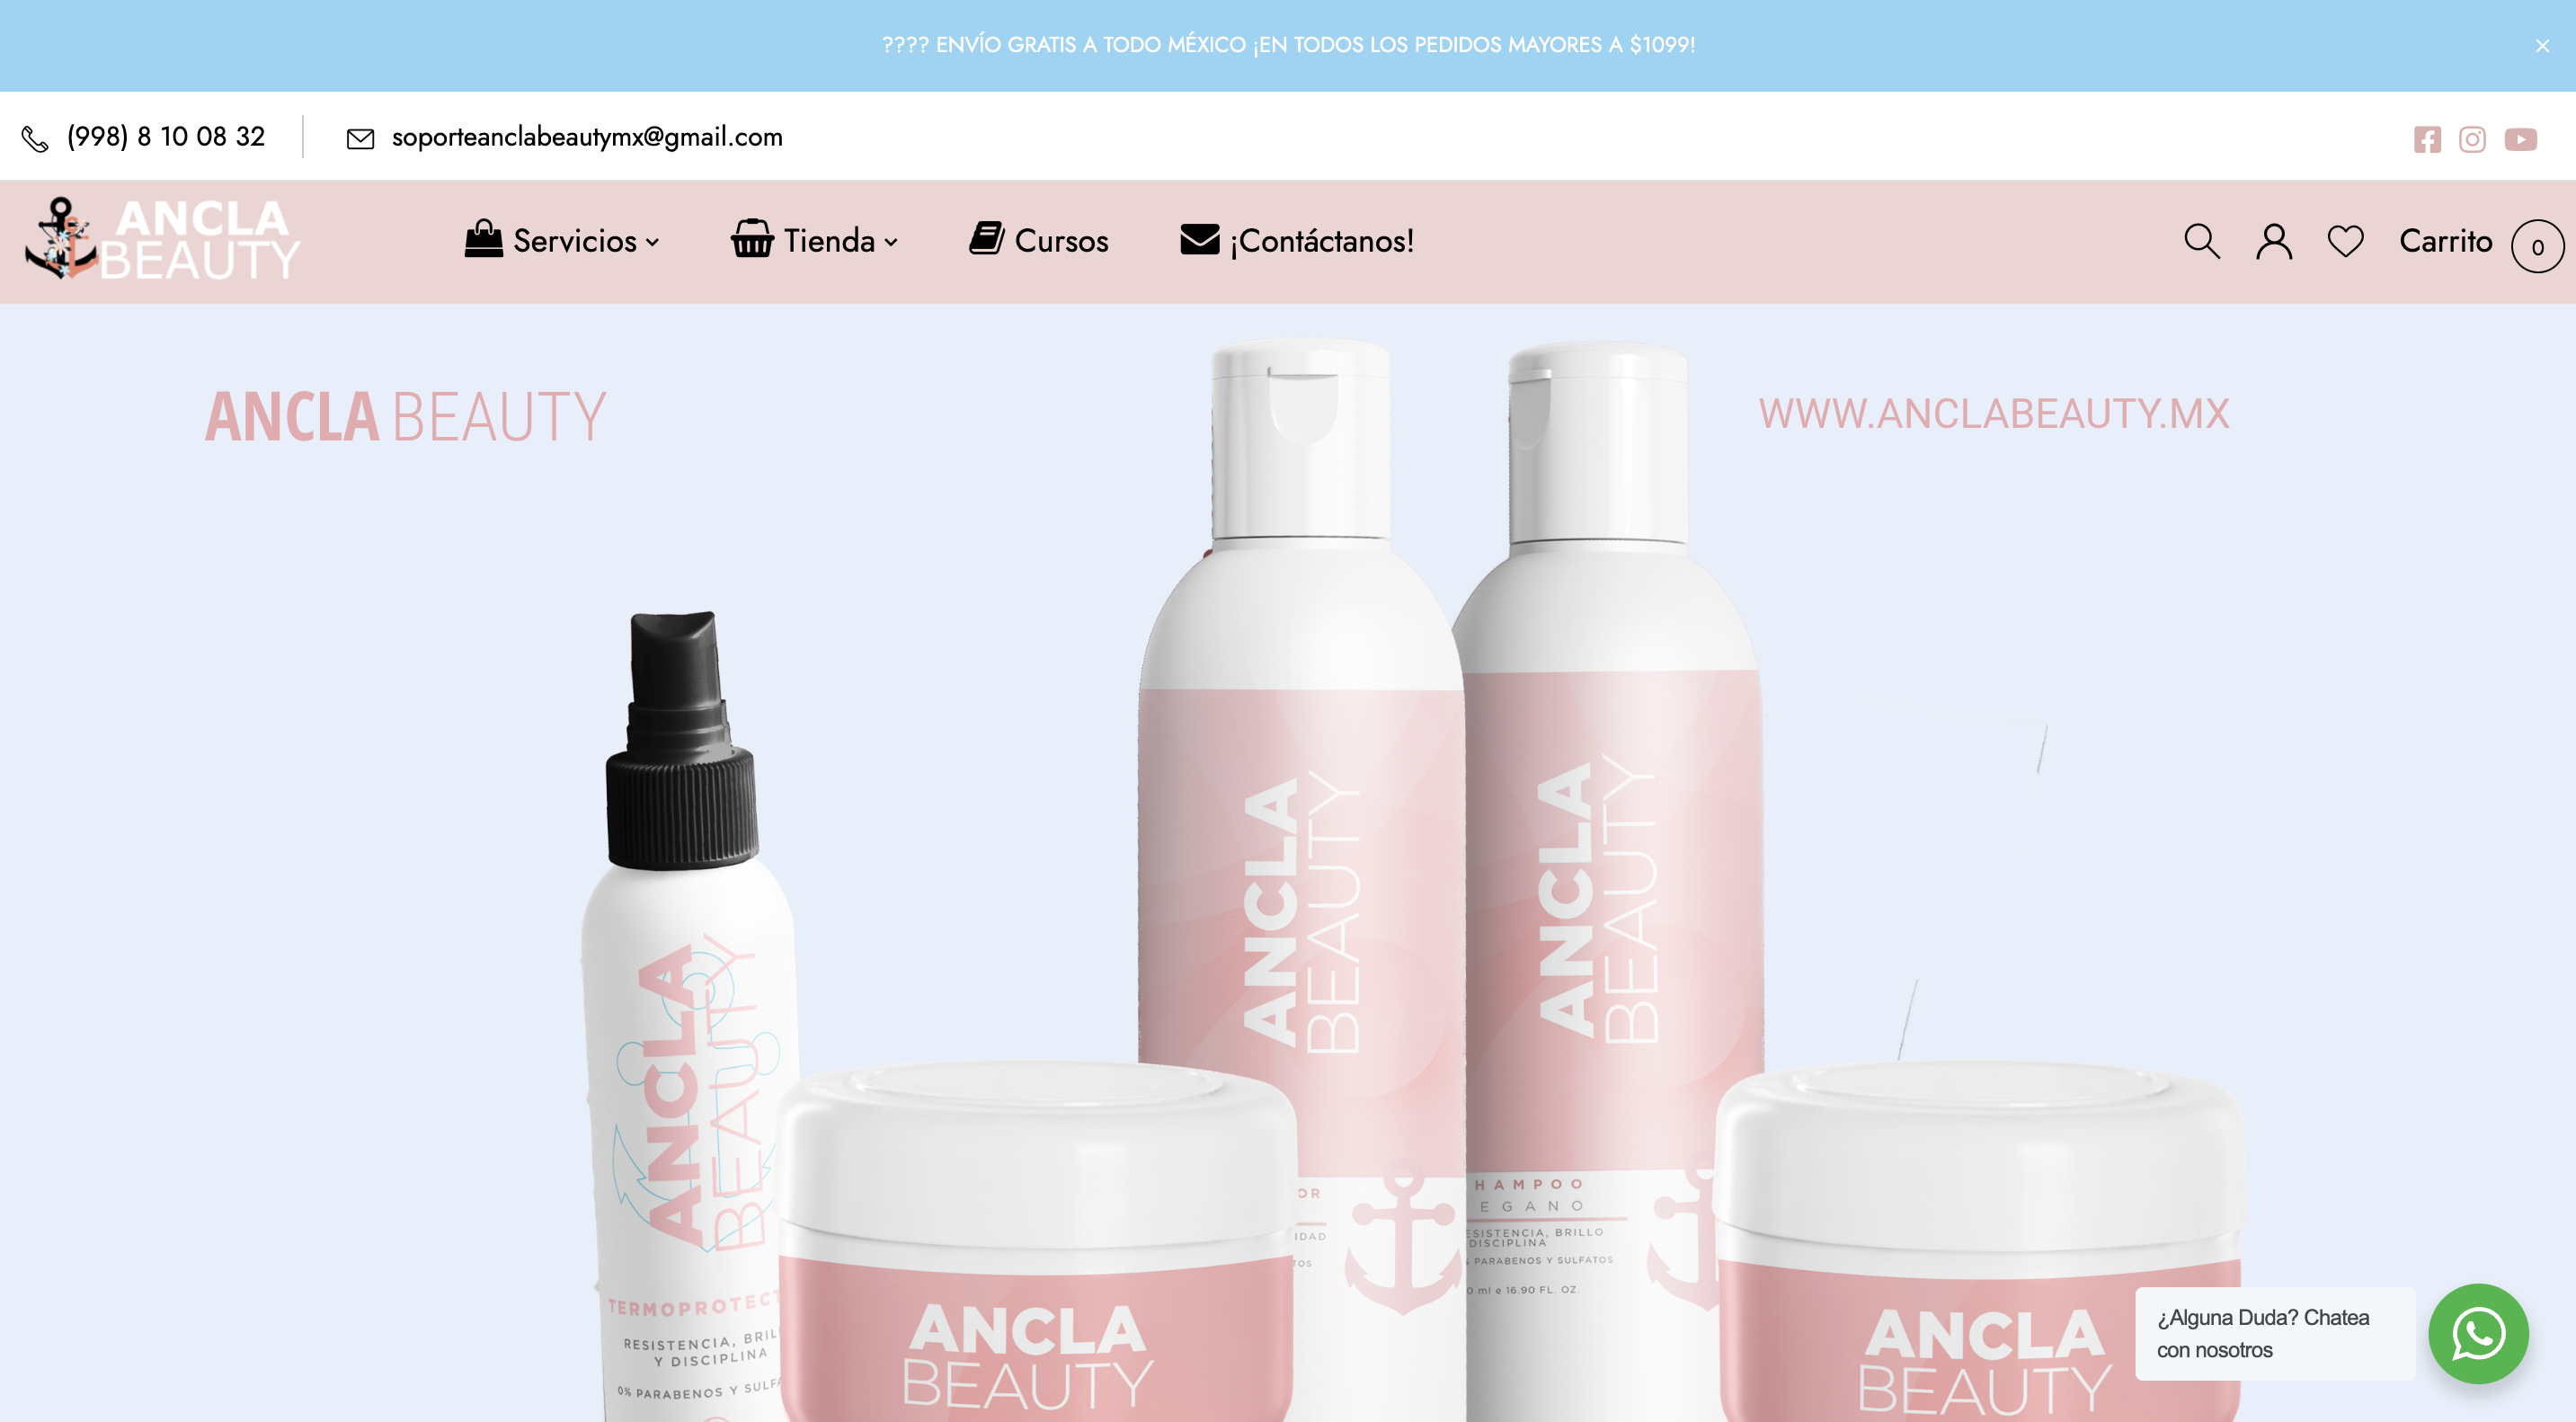 ???? ENVÍO GRATIS A TODO MÉXICO ¡EN TODOS LOS PEDIDOS MAYORES A $1099!
(998) 8 10 08 32
soporteanclabeautymx@gmail.com
ANCLA
BEAUTY
Servicios
Tienda
Cursos
¡Contáctanos!
Carrito
0
ANCLA BEAUTY
WWW.ANCLABEAUTY.MX
ANCLA
BEAUTY
TERMOPROTECT
RESISTENCIA, BRIL
Y DISCIPLINA
0% PARABENOS Y SULFA
ANCLA
BEAUTY
OR
IDAD
TOS
ANCLA
BEAUTY
HAMPOO
EGANO
ESISTENCIA, BRILLO
DISCIPLINA
PARABENOS Y SULFATOS
0 ml e 16.90 FL. OZ.
ANCLA
BEAUTY
ANCLA
BEAUTY
¿Alguna Duda? Chatea
con nosotros